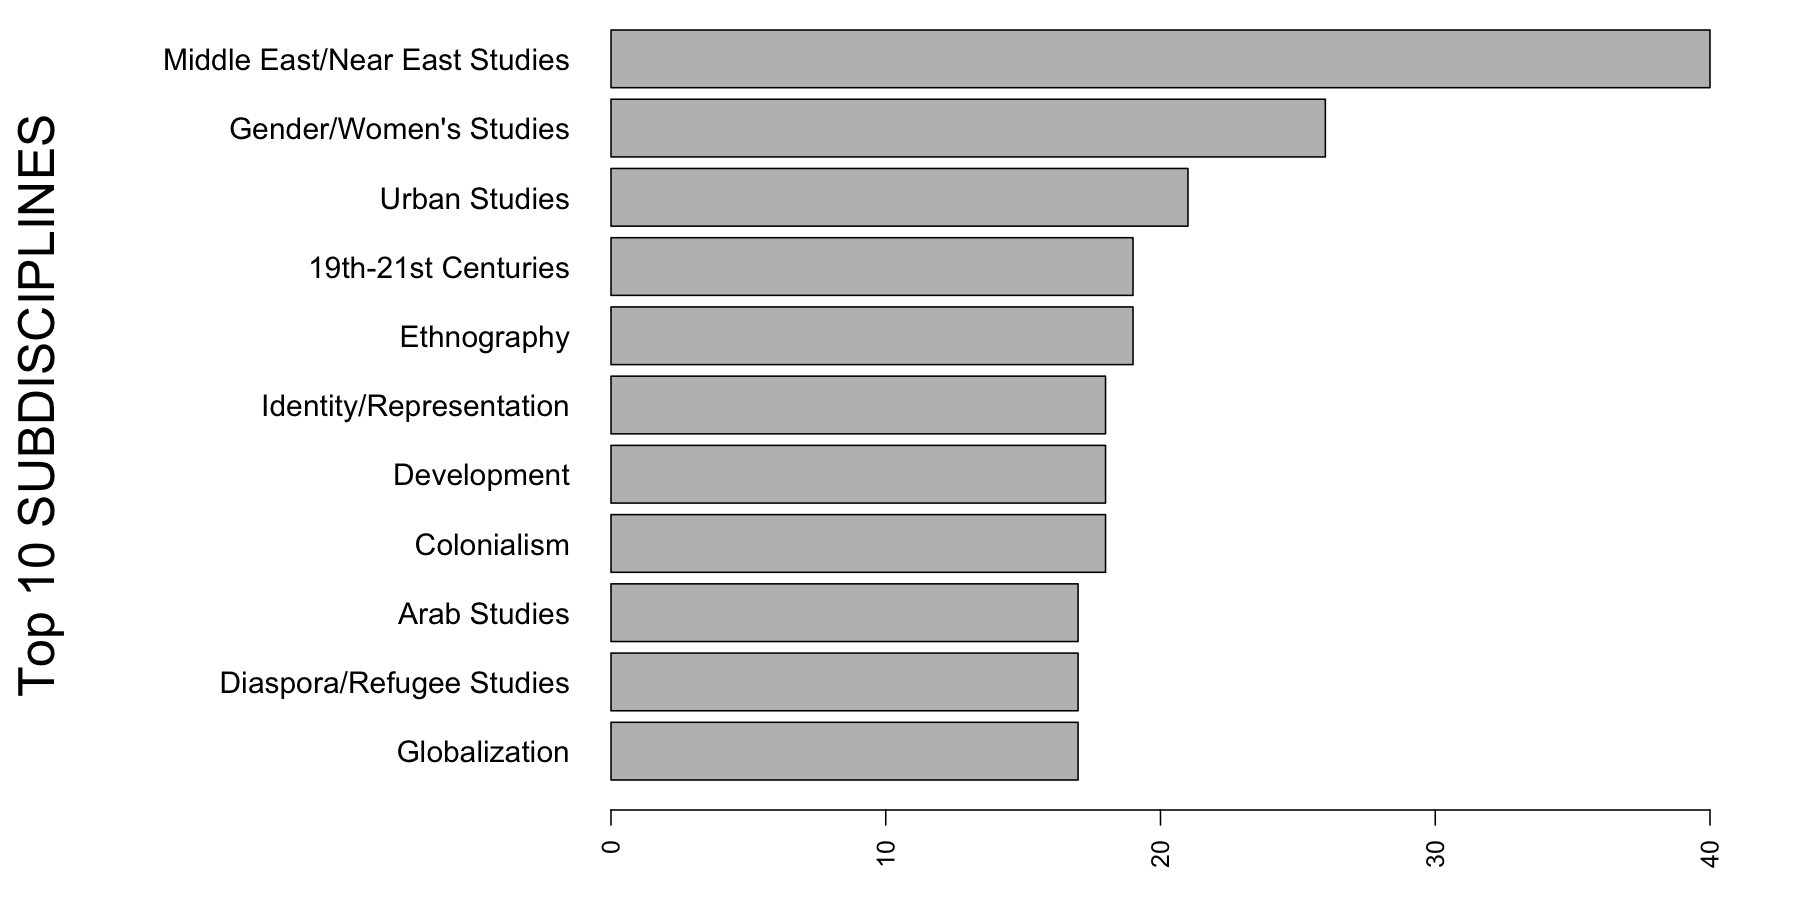 Top 10 SUBDISCIPLINES
Middle East/Near East Studies
Gender/Women's Studies
Urban Studies
19th-21st Centuries
Ethnography
Identity/Representation
Development
Colonialism
Arab Studies
Diaspora/Refugee Studies
Globalization
0 10 20 30 40